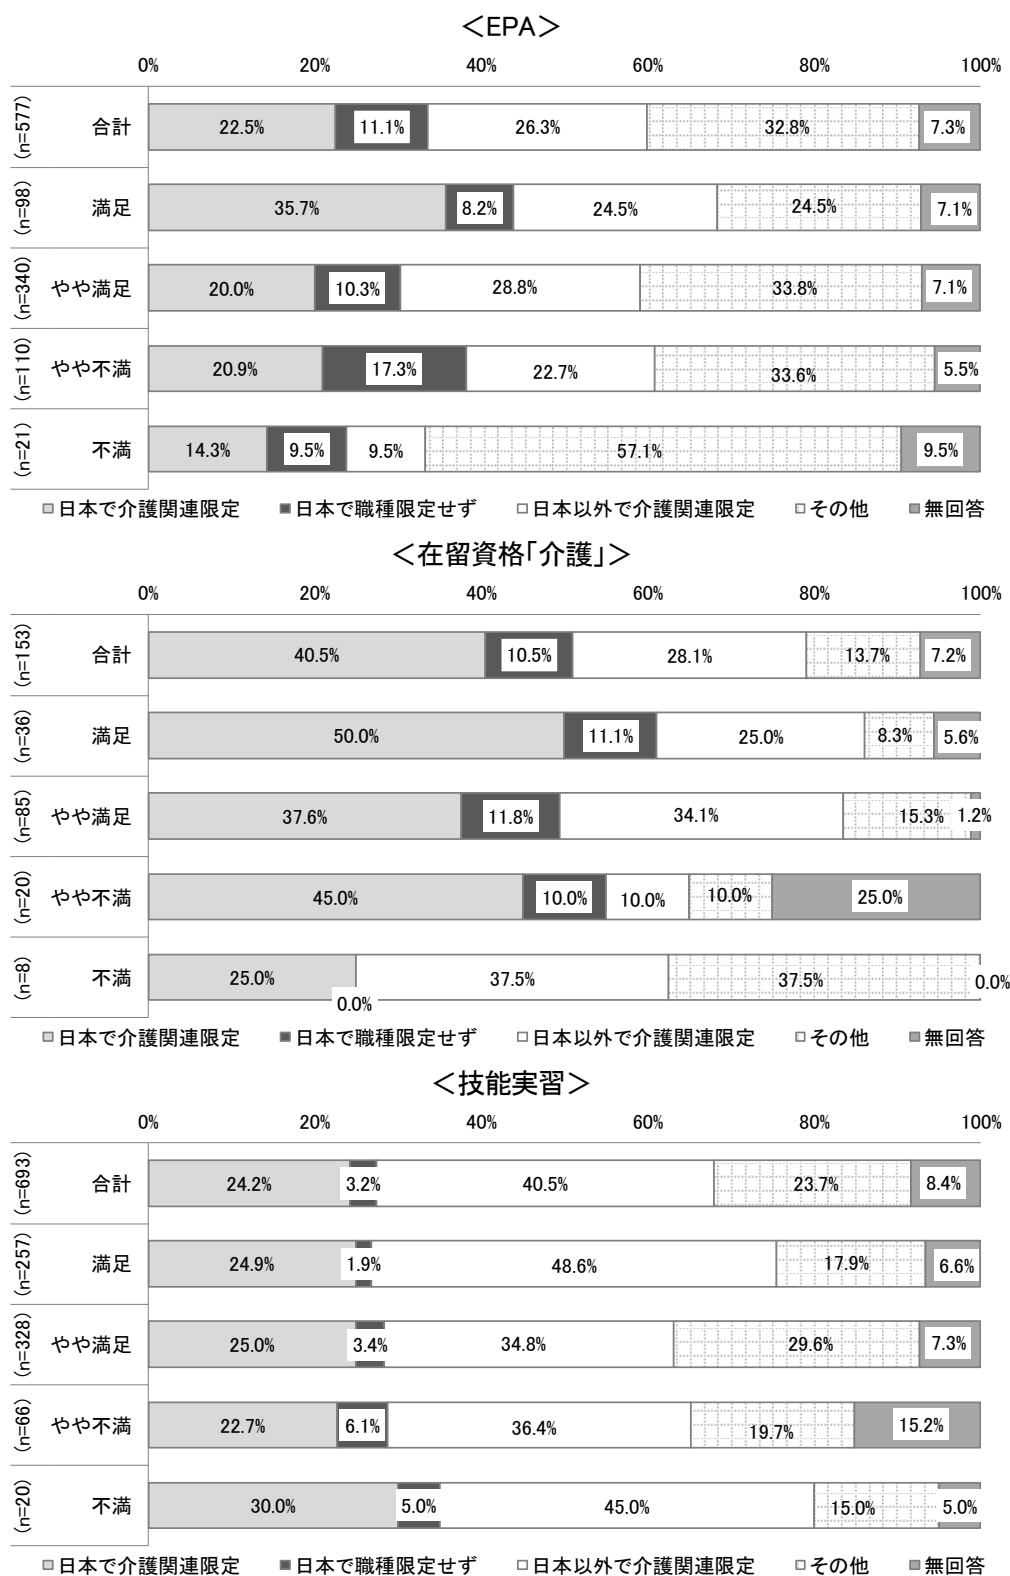 ＜EPA＞
0% 20% 40% 60% 80% 100%
(n=577) 合計 22.5% 11.1% 26.3% 32.8% 7.3%
(n=98) 満足 35.7% 8.2% 24.5% 24.5% 7.1%
(n=340) やや満足 20.0% 10.3% 28.8% 33.8% 7.1%
(n=110) やや不満 20.9% 17.3% 22.7% 33.6% 5.5%
(n=21) 不満 14.3% 9.5% 9.5% 57.1% 9.5%
日本で介護関連限定 日本で職種限定せず 日本以外で介護関連限定 その他 無回答
＜在留資格「介護」＞
0% 20% 40% 60% 80% 100%
(n=153) 合計 40.5% 10.5% 28.1% 13.7% 7.2%
(n=36) 満足 50.0% 11.1% 25.0% 8.3% 5.6%
(n=85) やや満足 37.6% 11.8% 34.1% 15.3% 1.2%
(n=20) やや不満 45.0% 10.0% 10.0% 10.0% 25.0%
(n=8) 不満 25.0% 0.0% 37.5% 37.5% 0.0%
日本で介護関連限定 日本で職種限定せず 日本以外で介護関連限定 その他 無回答
＜技能実習＞
0% 20% 40% 60% 80% 100%
(n=693) 合計 24.2% 3.2% 40.5% 23.7% 8.4%
(n=257) 満足 24.9% 1.9% 48.6% 17.9% 6.6%
(n=328) やや満足 25.0% 3.4% 34.8% 29.6% 7.3%
(n=66) やや不満 22.7% 6.1% 36.4% 19.7% 15.2%
(n=20) 不満 30.0% 5.0% 45.0% 15.0% 5.0%
日本で介護関連限定 日本で職種限定せず 日本以外で介護関連限定 その他 無回答